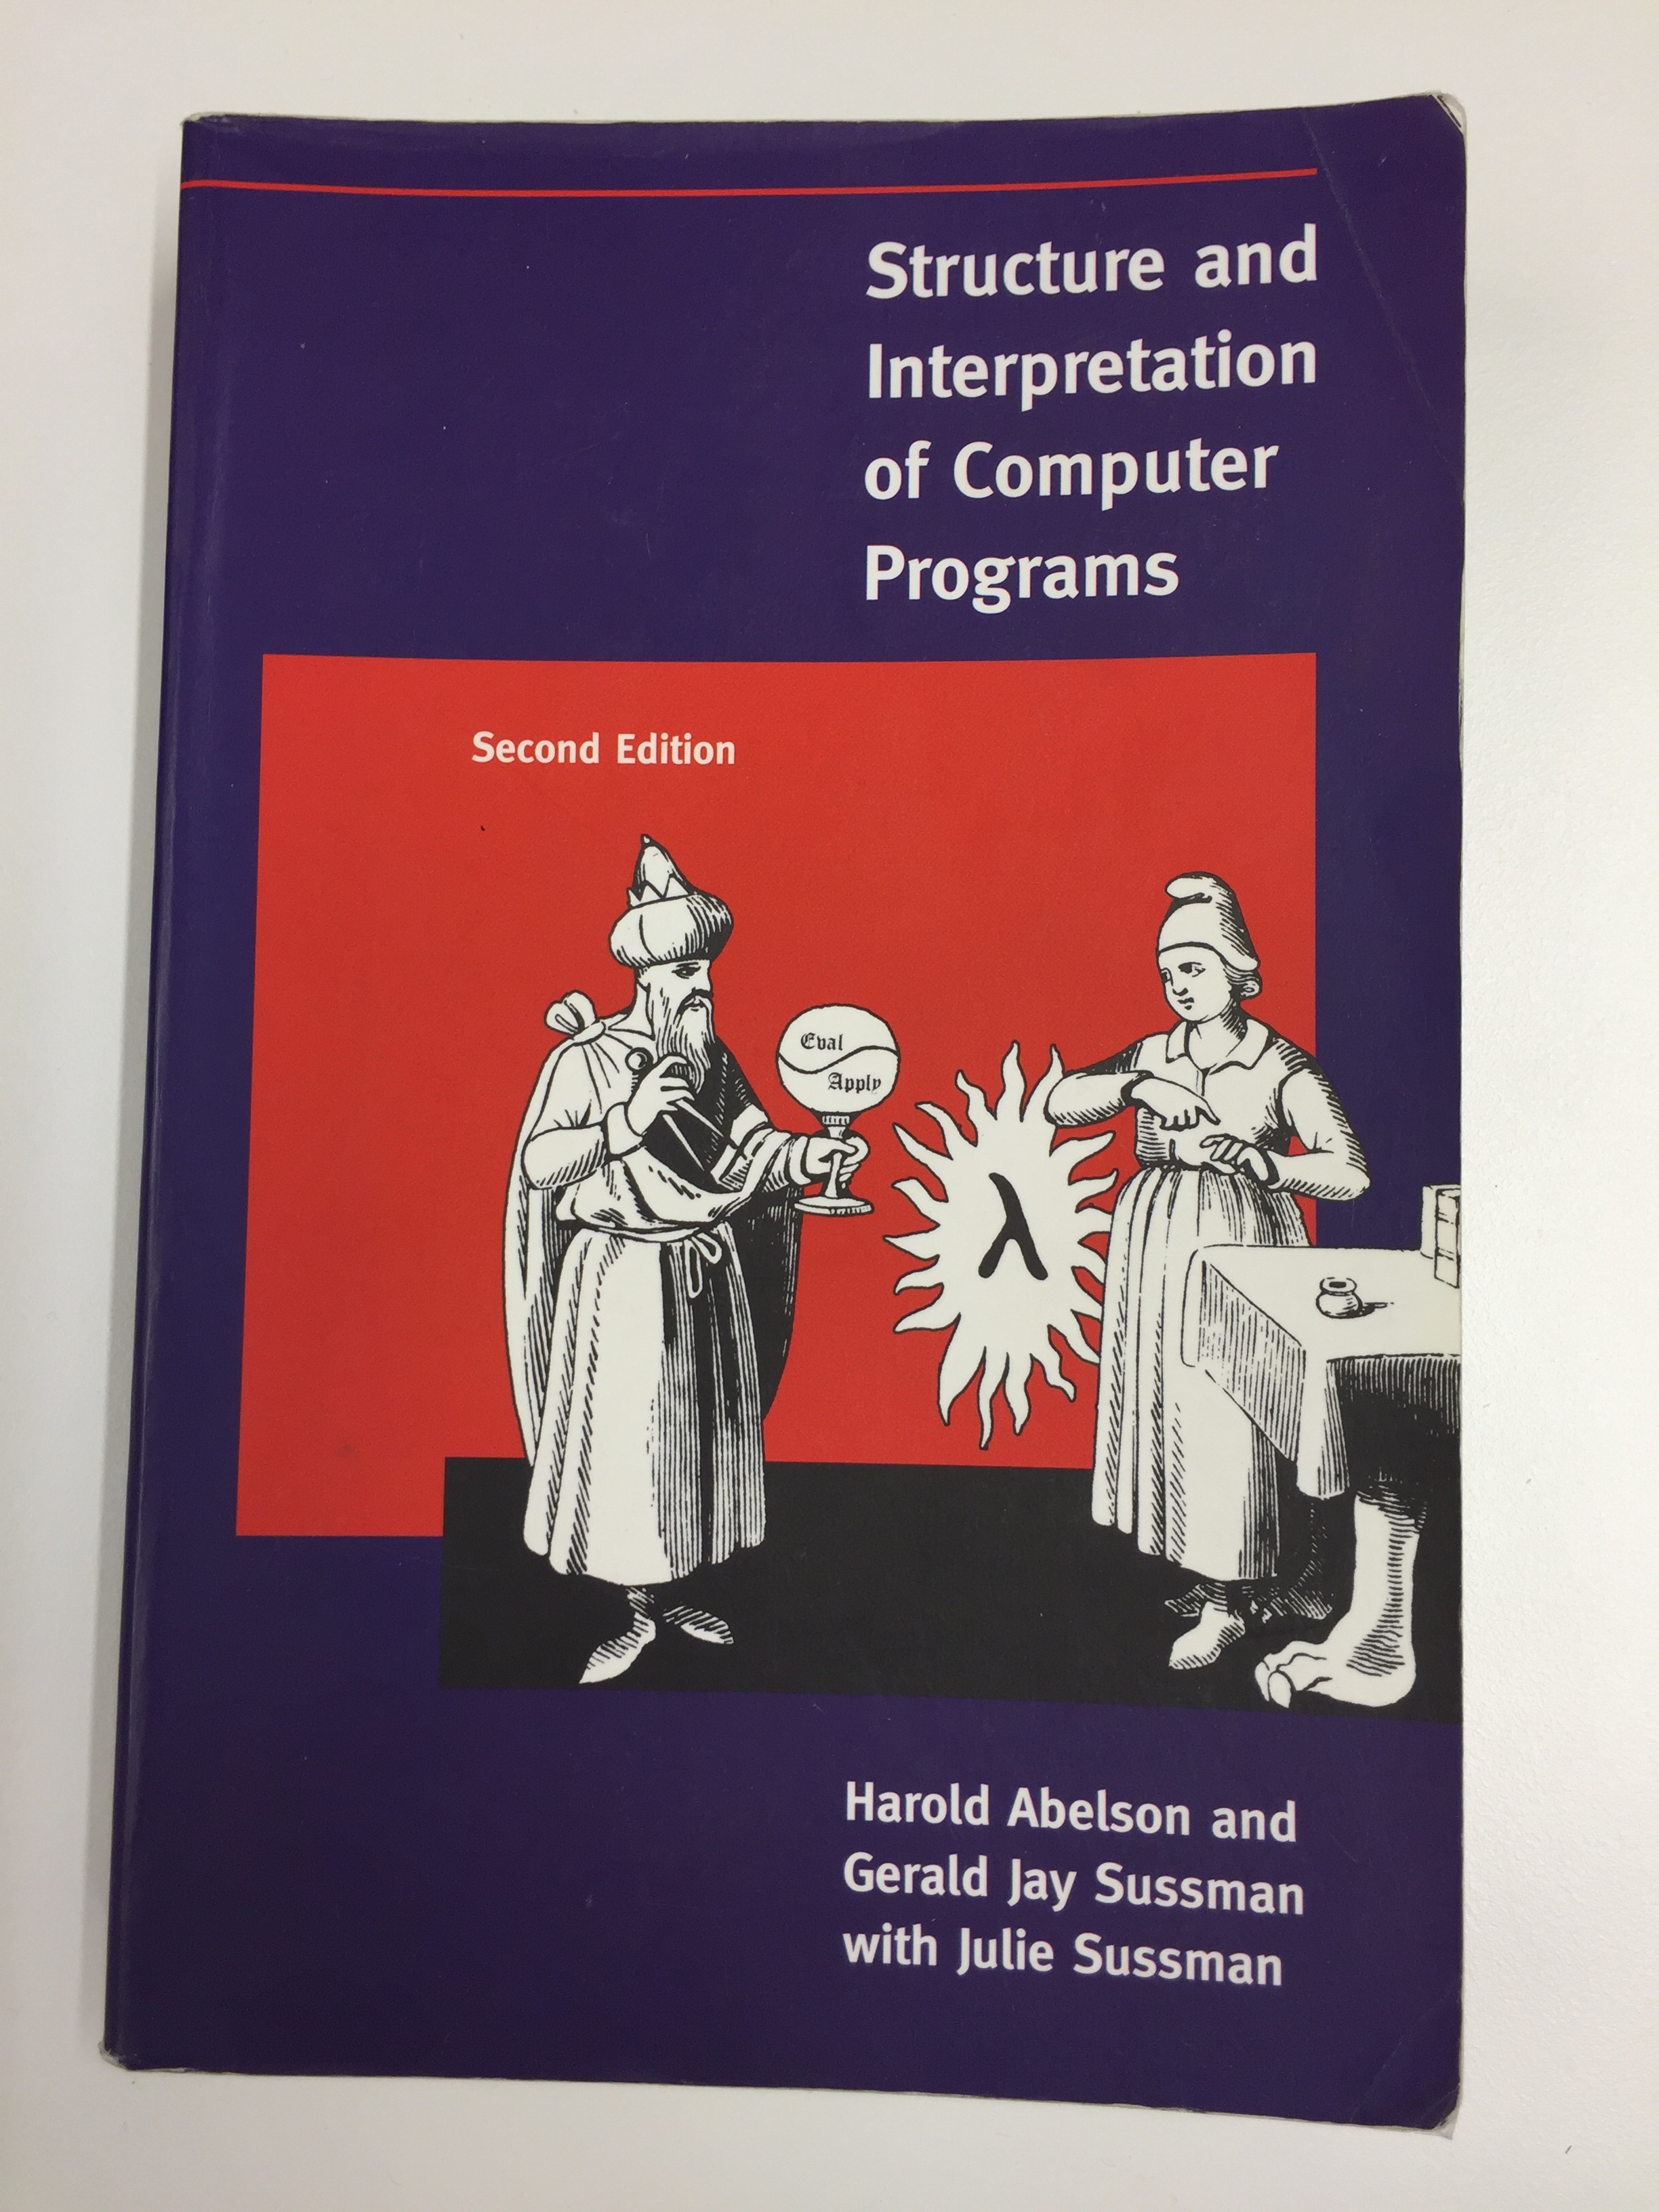 Structure and
Interpretation
of Computer
Programs
Second Edition
Eval
Apply
λ
Harold Abelson and
Gerald Jay Sussman
with Julie Sussman